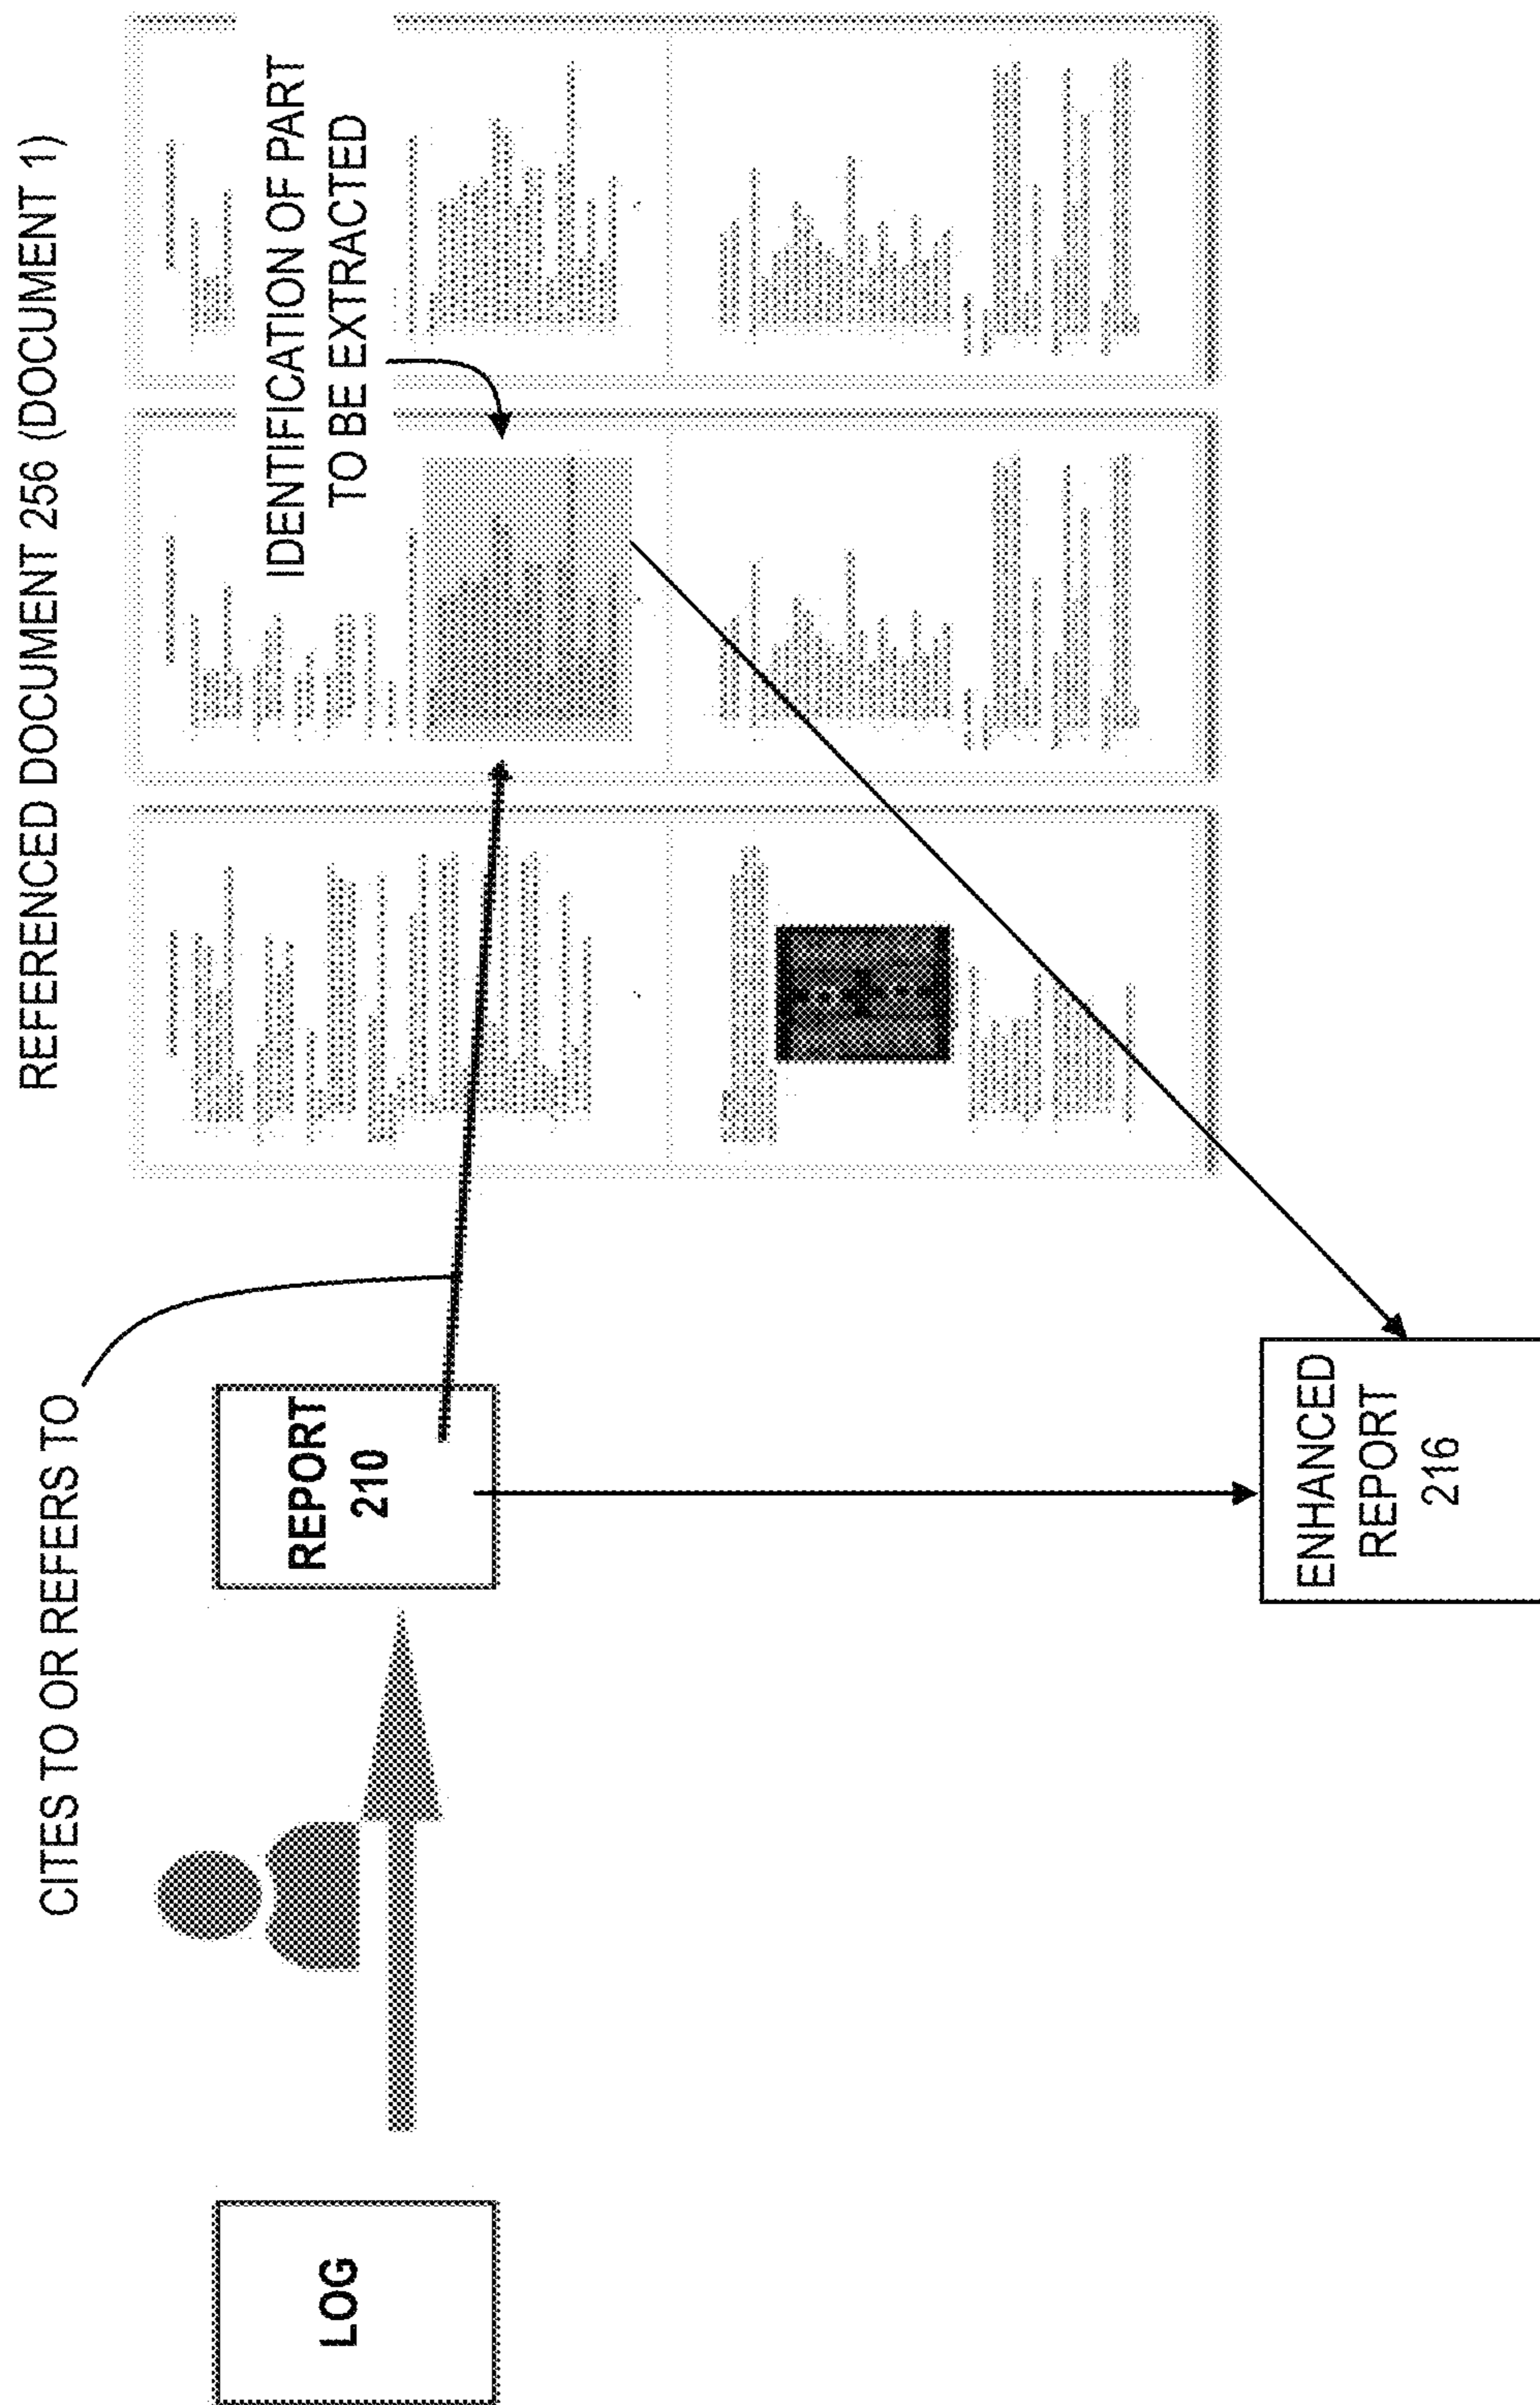 REFERENCED DOCUMENT 256 (DOCUMENT 1)
CITES TO OR REFERS TO
IDENTIFICATION OF PART
TO BE EXTRACTED
LOG
REPORT
210
ENHANCED
REPORT
216